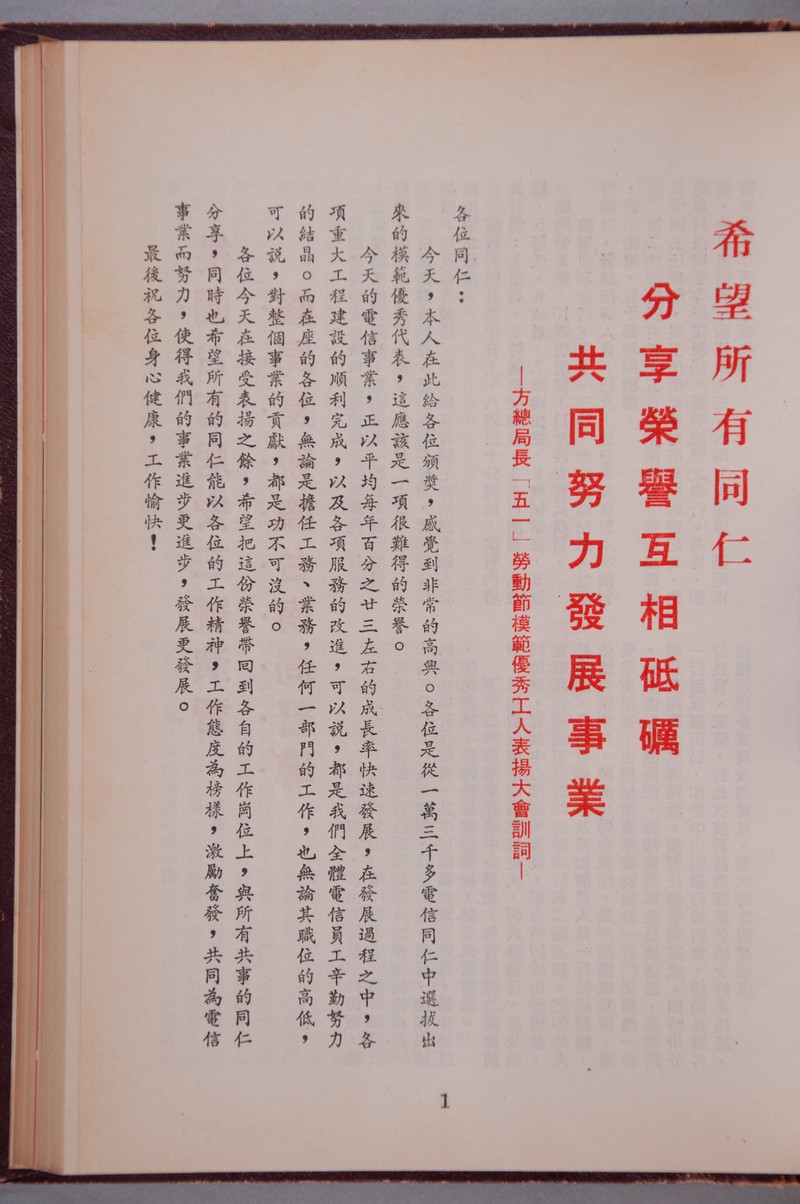 希望所有同仁
分享榮譽互相砥礪
共同努力發展事業
—方總局長「五一」勞動節模範優秀工人表揚大會訓詞—
各位同仁：
今天，本人在此給各位頒獎，感覺到非常的高興。各位是從一萬三千多電信同仁中選拔出
來的模範優秀代表，這應該是一項很難得的榮譽。
今天的電信事業，正以平均每年百分之廿三左右的成長率快速發展，在發展過程之中，各
項重大工程建設的順利完成，以及各項服務的改進，可以説，都是我們全體電信員工辛勤努力
的結晶。而在座的各位，無論是擔任工務、業務，任何一部門的工作，也無論其職位的高低，
可以説，對整個事業的貢獻，都是功不可沒的。
各位今天在接受表揚之餘，希望把這份榮譽帶回到各自的工作崗位上，與所有共事的同仁
分享，同時也希望所有的同仁能以各位的工作精神，工作態度為榜樣，激勵奮發，共同為電信
事業而努力，使得我們的事業進步更進步，發展更發展。
最後祝各位身心健康，工作愉快！
1